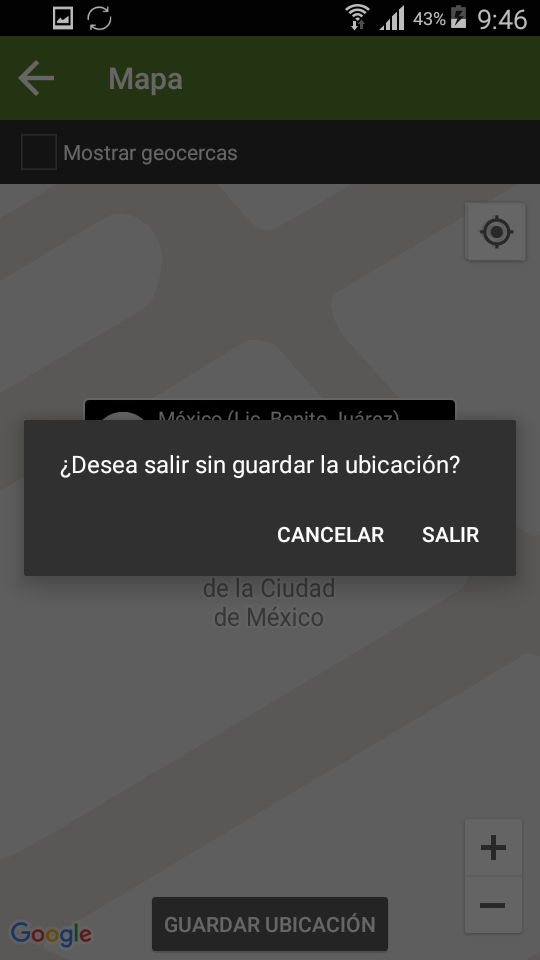 43% 9:46
Mapa
Mostrar geocercas
México (Lic. Benito Juárez)
¿Desea salir sin guardar la ubicación?
CANCELAR SALIR
de la Ciudad
de México
GUARDAR UBICACIÓN
Google